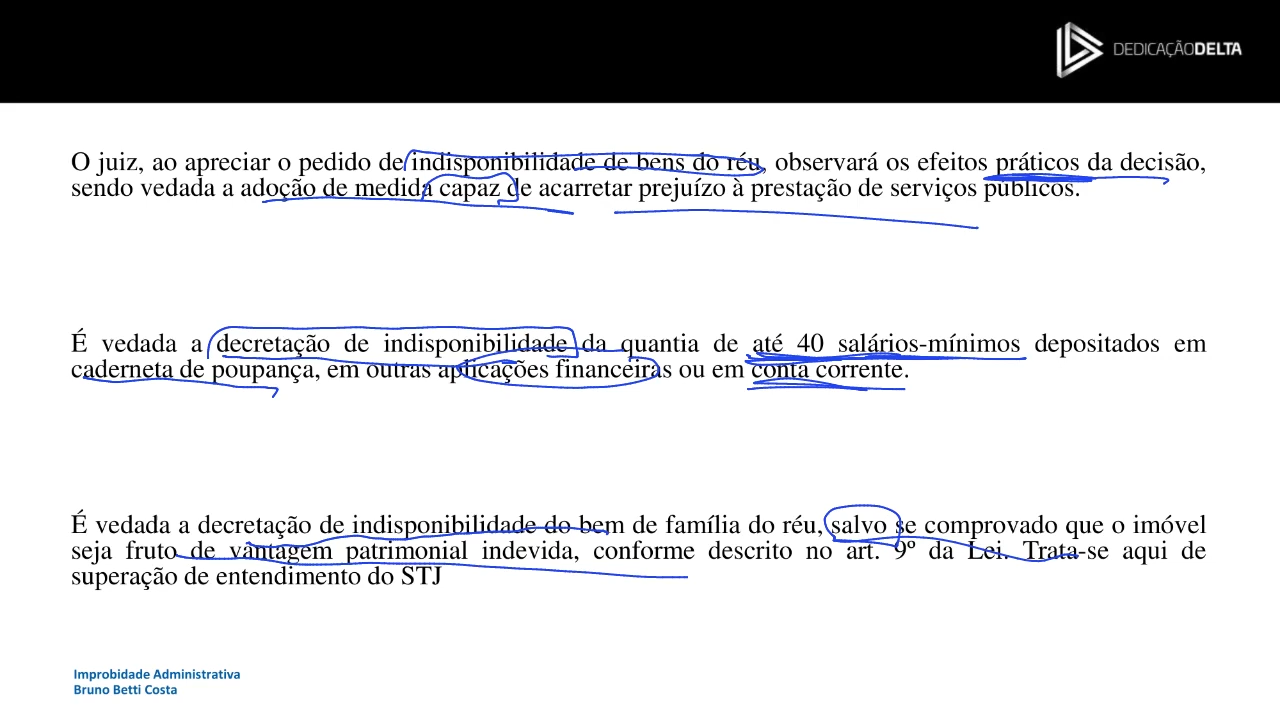 DEDICAÇÃODELTA
O juiz, ao apreciar o pedido de indisponibilidade de bens do réu, observará os efeitos práticos da decisão,
sendo vedada a adoção de medida capaz de acarretar prejuízo à prestação de serviços públicos.
É vedada a decretação de indisponibilidade da quantia de até 40 salários-mínimos depositados em
caderneta de poupança, em outras aplicações financeiras ou em conta corrente.
É vedada a decretação de indisponibilidade do bem de família do réu, salvo se comprovado que o imóvel
seja fruto de vantagem patrimonial indevida, conforme descrito no art. 9º da Lei. Trata-se aqui de
superação de entendimento do STJ
Improbidade Administrativa
Bruno Betti Costa